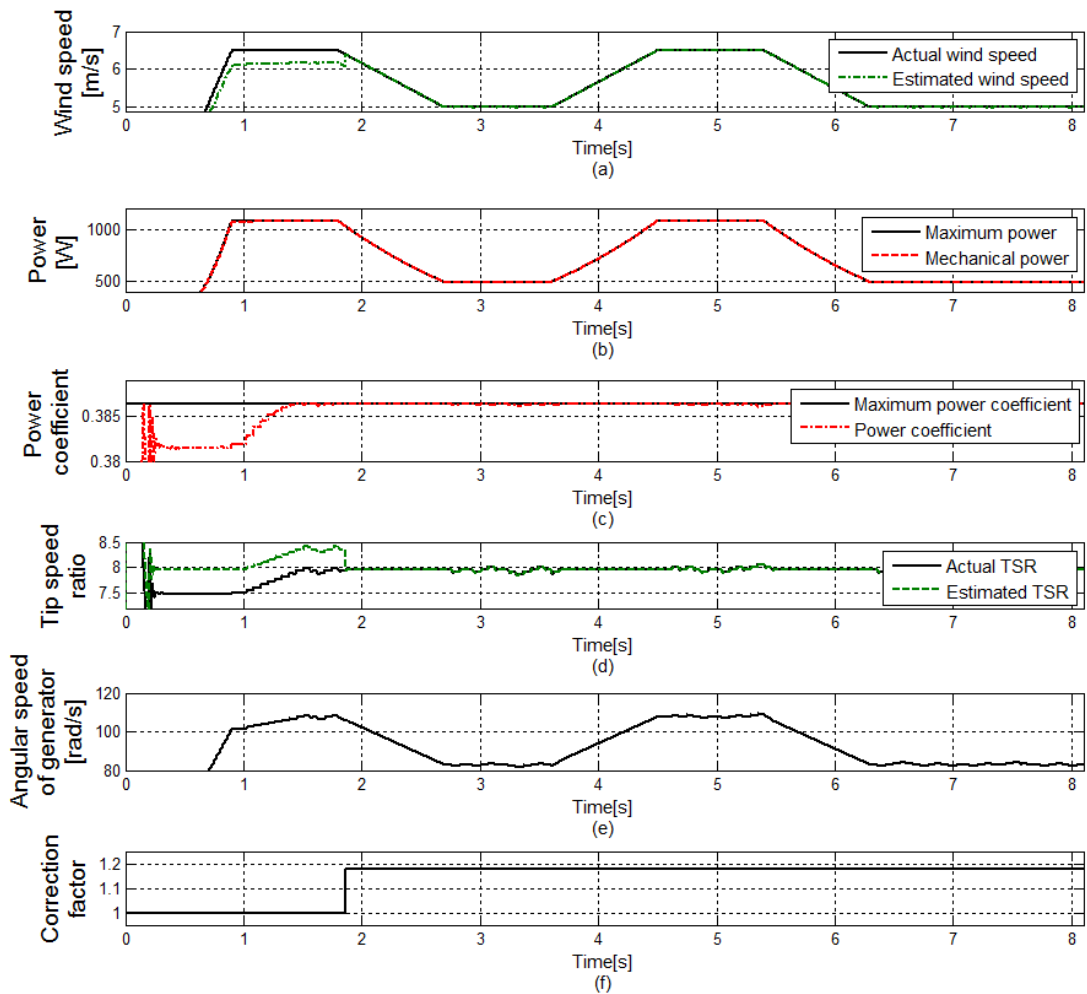 Wind speed
[m/s]
7
6
5
Actual wind speed
Estimated wind speed
0 1 2 3 4 5 6 7 8
Time[s]
(a)
Power
[W]
1000
500
Maximum power
Mechanical power
0 1 2 3 4 5 6 7 8
Time[s]
(b)
Power
coefficient
0.385
0.38
Maximum power coefficient
Power coefficient
0 1 2 3 4 5 6 7 8
Time[s]
(c)
Tip speed
ratio
8.5
8
7.5
Actual TSR
Estimated TSR
0 1 2 3 4 5 6 7 8
Time[s]
(d)
Angular speed
of generator
[rad/s]
120
100
80
0 1 2 3 4 5 6 7 8
Time[s]
(e)
Correction
factor
1.2
1.1
1
0 1 2 3 4 5 6 7 8
Time[s]
(f)